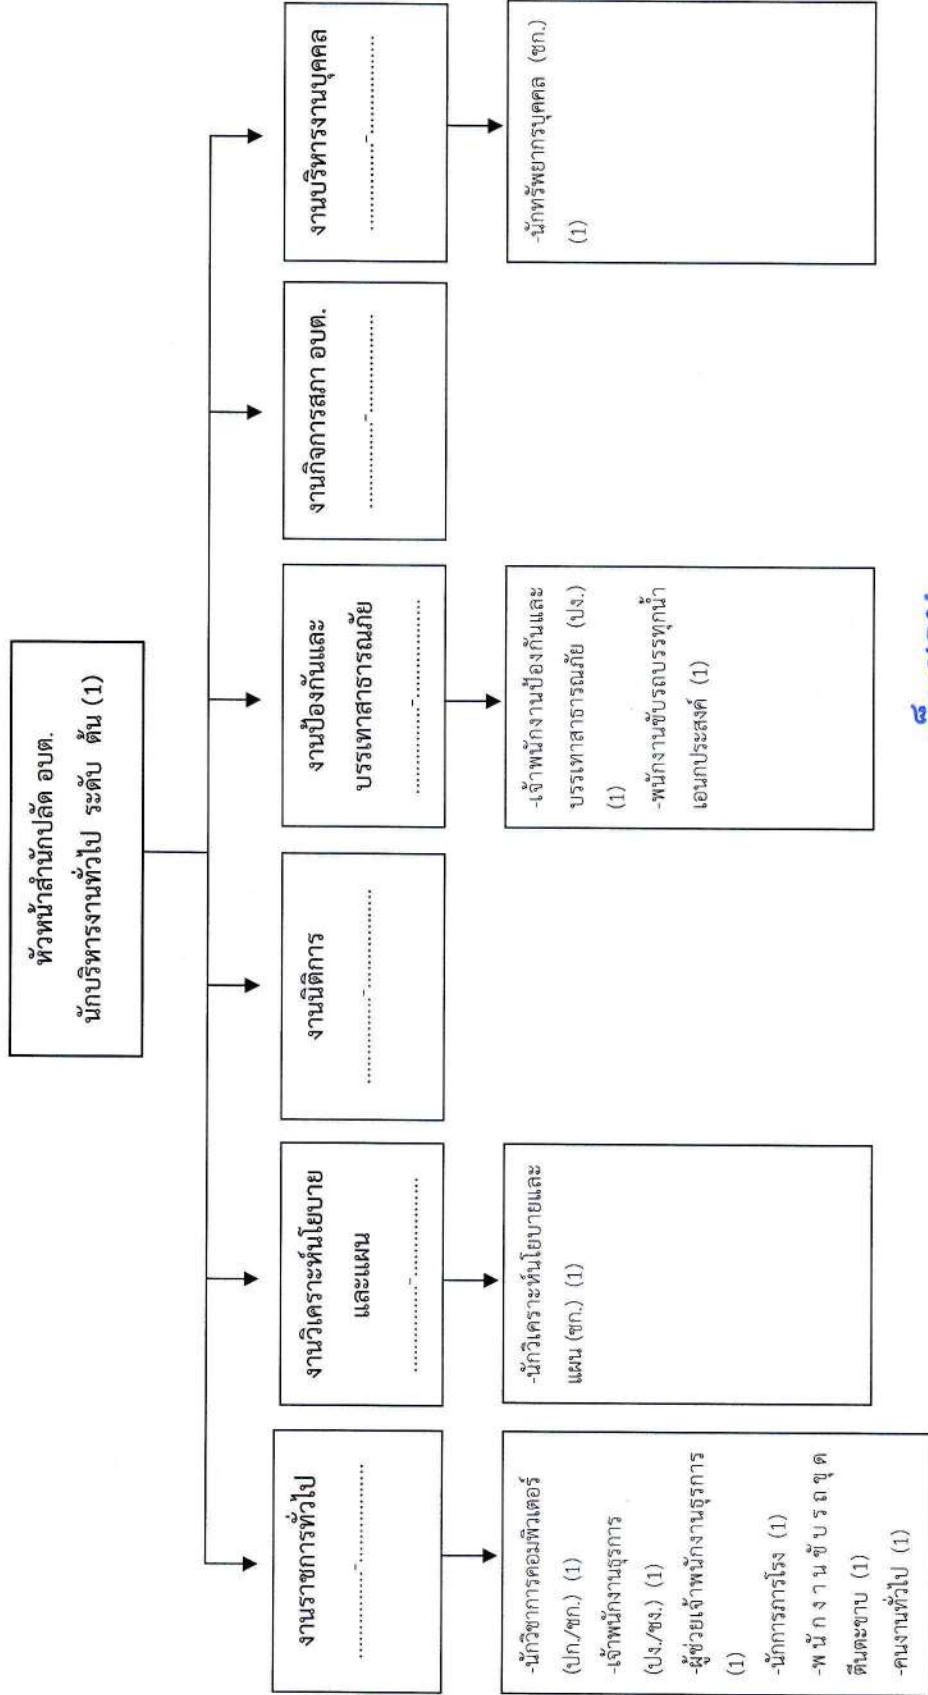 หัวหน้าสำนักปลัด อบต.
นักบริหารงานทั่วไป ระดับ ต้น (1)
งานราชการทั่วไป
....................-....................
-นักวิชาการคอมพิวเตอร์
(ปก./ชก.) (1)
-เจ้าพนักงานธุรการ
(ปง./ชง.) (1)
-ผู้ช่วยเจ้าพนักงานธุรการ
(1)
-นักการภารโรง (1)
-พ นั ก ง า น ขั บ ร ถ ขุ ด
ตีนตะขาบ (1)
-คนงานทั่วไป (1)
งานวิเคราะห์นโยบาย
และแผน
....................-....................
-นักวิเคราะห์นโยบายและ
แผน (ชก.) (1)
งานนิติการ
....................-....................
งานป้องกันและ
บรรเทาสาธารณภัย
....................-....................
-เจ้าพนักงานป้องกันและ
บรรเทาสาธารณภัย (ปง.)
(1)
-พนักงานขับรถบรรทุกน้ำ
เอนกประสงค์ (1)
งานกิจการสภา อบต.
....................-....................
งานบริหารงานบุคคล
....................-....................
-นักทรัพยากรบุคคล (ชก.)
(1)